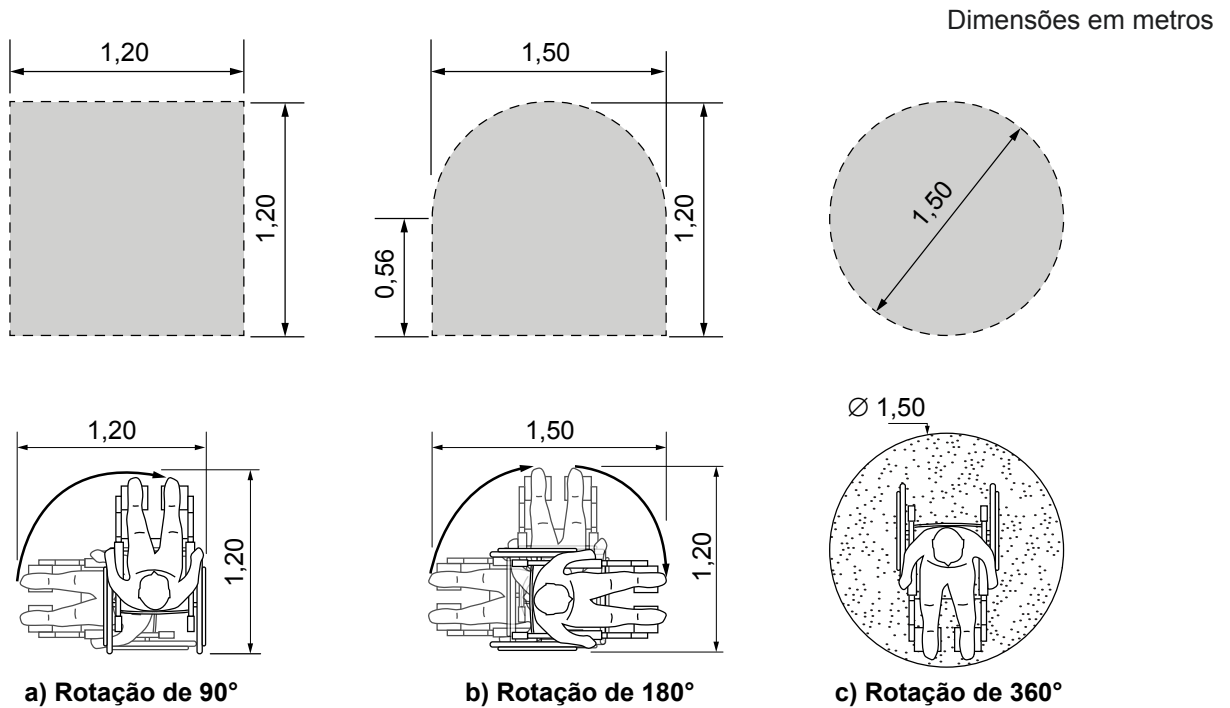 Dimensões em metros
1,20
1,20
1,50
0,56
1,20
1,50
1,20
1,20
1,50
1,20
∅ 1,50
a) Rotação de 90°
b) Rotação de 180°
c) Rotação de 360°